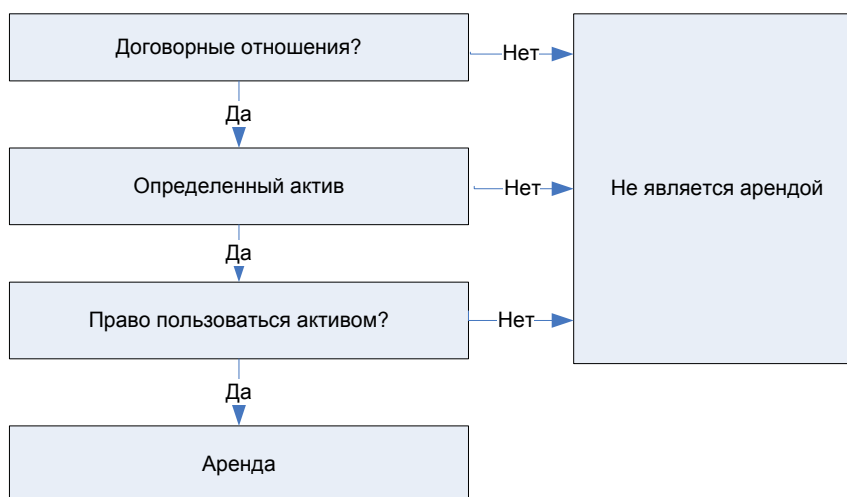 Договорные отношения?
Нет
Да
Определенный актив
Нет
Не является арендой
Да
Право пользоваться активом?
Нет
Да
Аренда